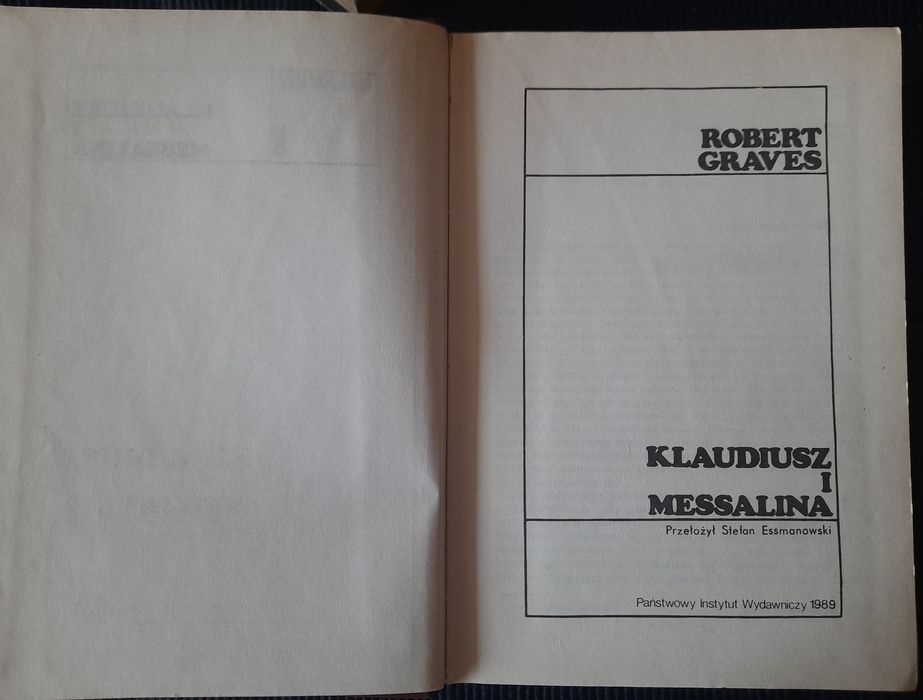 ROBERT
GRAVES
KLAUDIUSZ
I
MESSALINA
Przełożył Stefan Essmanowski
Państwowy Instytut Wydawniczy 1989